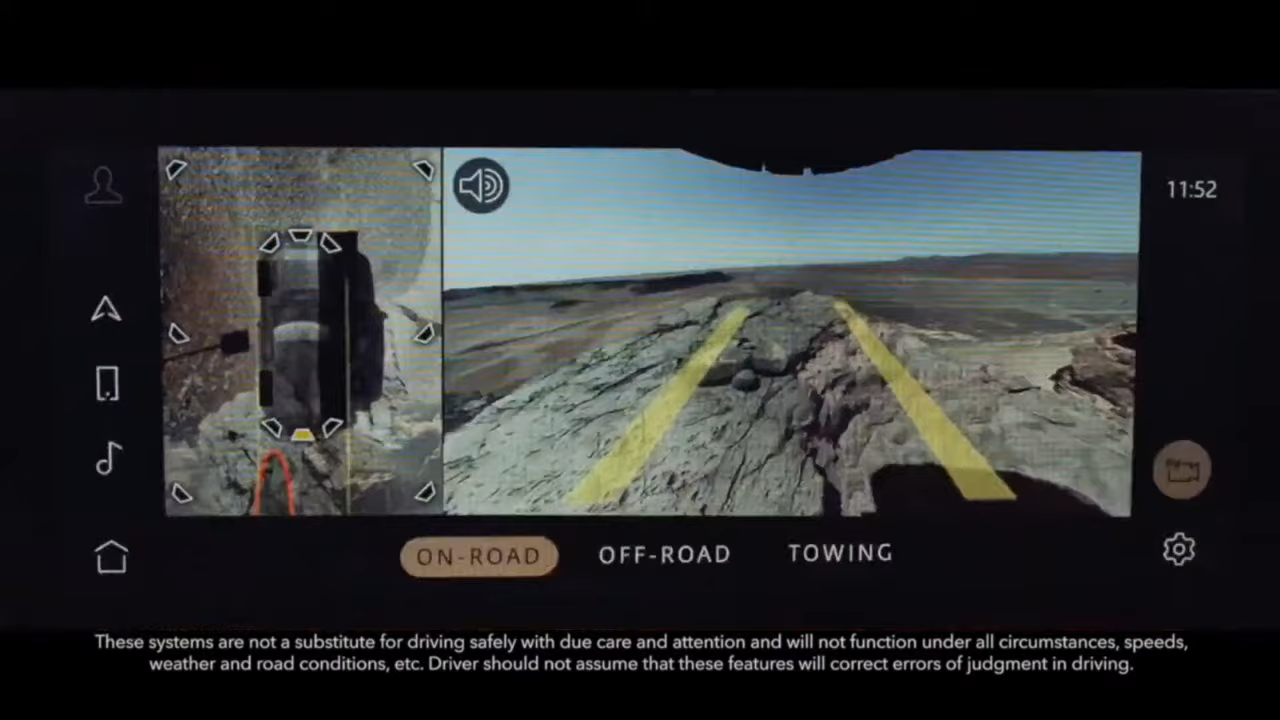 11:52
ON-ROAD
OFF-ROAD
TOWING
These systems are not a substitute for driving safely with due care and attention and will not function under all circumstances, speeds,
weather and road conditions, etc. Driver should not assume that these features will correct errors of judgment in driving.